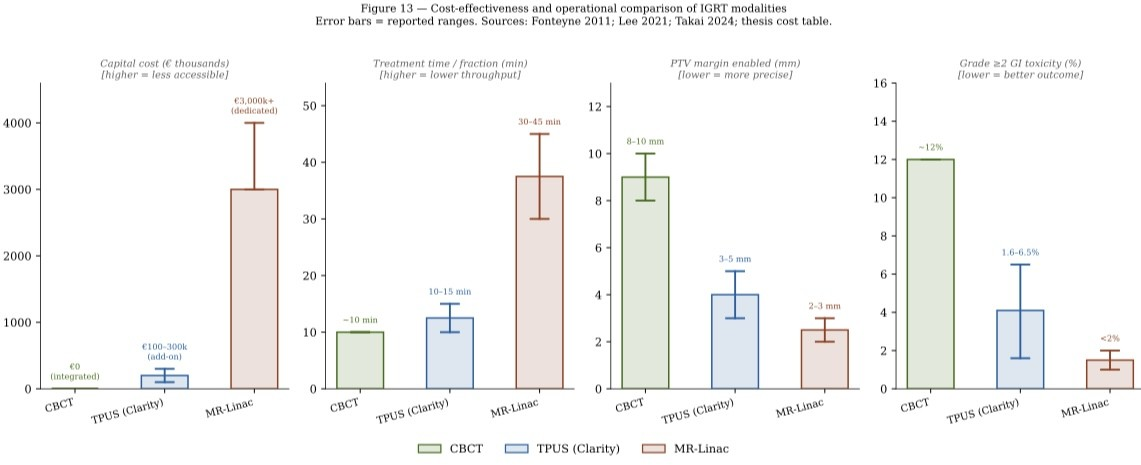 Figure 13 — Cost-effectiveness and operational comparison of IGRT modalities
Error bars = reported ranges. Sources: Fonteyne 2011; Lee 2021; Takai 2024; thesis cost table.
Capital cost (€ thousands)
[higher = less accessible]
4000
3000
2000
1000
0
€0
(integrated)
€100–300k
(add-on)
€3,000k+
(dedicated)
CBCT
TPUS (Clarity)
MR-Linac
Treatment time / fraction (min)
[higher = lower throughput]
50
40
30
20
10
0
~10 min
10–15 min
30–45 min
CBCT
TPUS (Clarity)
MR-Linac
PTV margin enabled (mm)
[lower = more precise]
12
10
8
6
4
2
0
8–10 mm
3–5 mm
2–3 mm
CBCT
TPUS (Clarity)
MR-Linac
Grade ≥2 GI toxicity (%)
[lower = better outcome]
16
14
12
10
8
6
4
2
0
~12%
1.6–6.5%
<2%
CBCT
TPUS (Clarity)
MR-Linac
CBCT
TPUS (Clarity)
MR-Linac